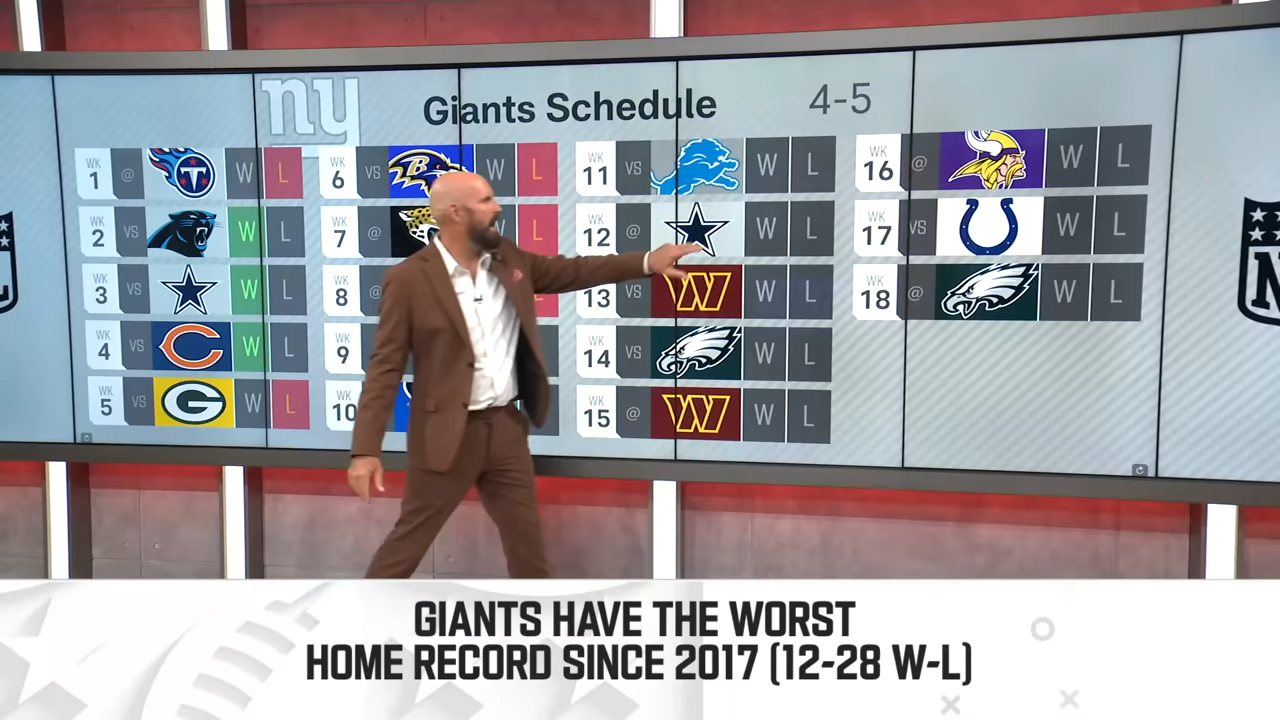 ny
Giants Schedule
4-5
WK 1 @ W L
WK 2 VS W L
WK 3 VS W L
WK 4 VS C W L
WK 5 VS G W L
WK 6 VS B W L
WK 7 @ L
WK 8 @
WK 9
WK 10
WK 11 VS W L
WK 12 @ W L
13 VS W W L
WK 14 VS W L
WK 15 @ W W L
WK 16 @ W L
WK 17 VS W L
WK 18 @ W L
GIANTS HAVE THE WORST
HOME RECORD SINCE 2017 (12-28 W-L)